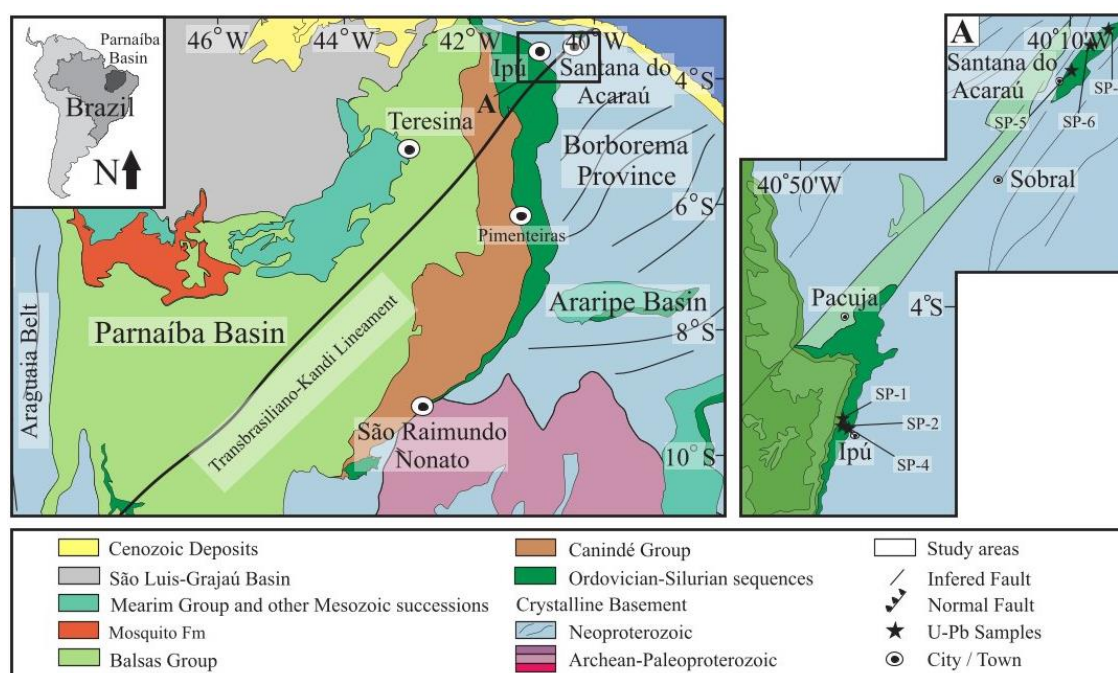 Parnaíba
Basin
Brazil
N
46°W
44°W
42°W
40°W
Ipú
Santana do
Acaraú
4°S
A
Teresina
Borborema
Province
6°S
Pimenteiras
Araripe Basin
8°S
Parnaíba Basin
Araguaia Belt
Transbrasiliano-Kandi Lineament
São Raimundo
Nonato
10°S
A
40°10'W
Santana do
Acaraú
SP-
SP-5
SP-6
Sobral
40°50'W
Pacuja
4°S
SP-1
SP-2
Ipú
SP-4
Cenozoic Deposits
São Luis-Grajaú Basin
Mearim Group and other Mesozoic successions
Mosquito Fm
Balsas Group
Canindé Group
Ordovician-Silurian sequences
Crystalline Basement
Neoproterozoic
Archean-Paleoproterozoic
Study areas
Infered Fault
Normal Fault
U-Pb Samples
City / Town